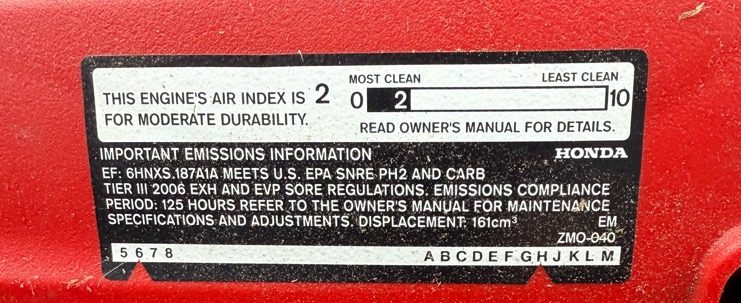 MOST CLEAN LEAST CLEAN
THIS ENGINE'S AIR INDEX IS 2 0 2 10
FOR MODERATE DURABILITY.
READ OWNER'S MANUAL FOR DETAILS.
IMPORTANT EMISSIONS INFORMATION HONDA
EF: 6HNXS.187A1A MEETS U.S. EPA SNRE PH2 AND CARB
TIER III 2006 EXH AND EVP SORE REGULATIONS. EMISSIONS COMPLIANCE
PERIOD: 125 HOURS REFER TO THE OWNER'S MANUAL FOR MAINTENANCE
SPECIFICATIONS AND ADJUSTMENTS. DISPLACEMENT: 161cm³ EM
ZM0-040
5 6 7 8 A B C D E F G H J K L M